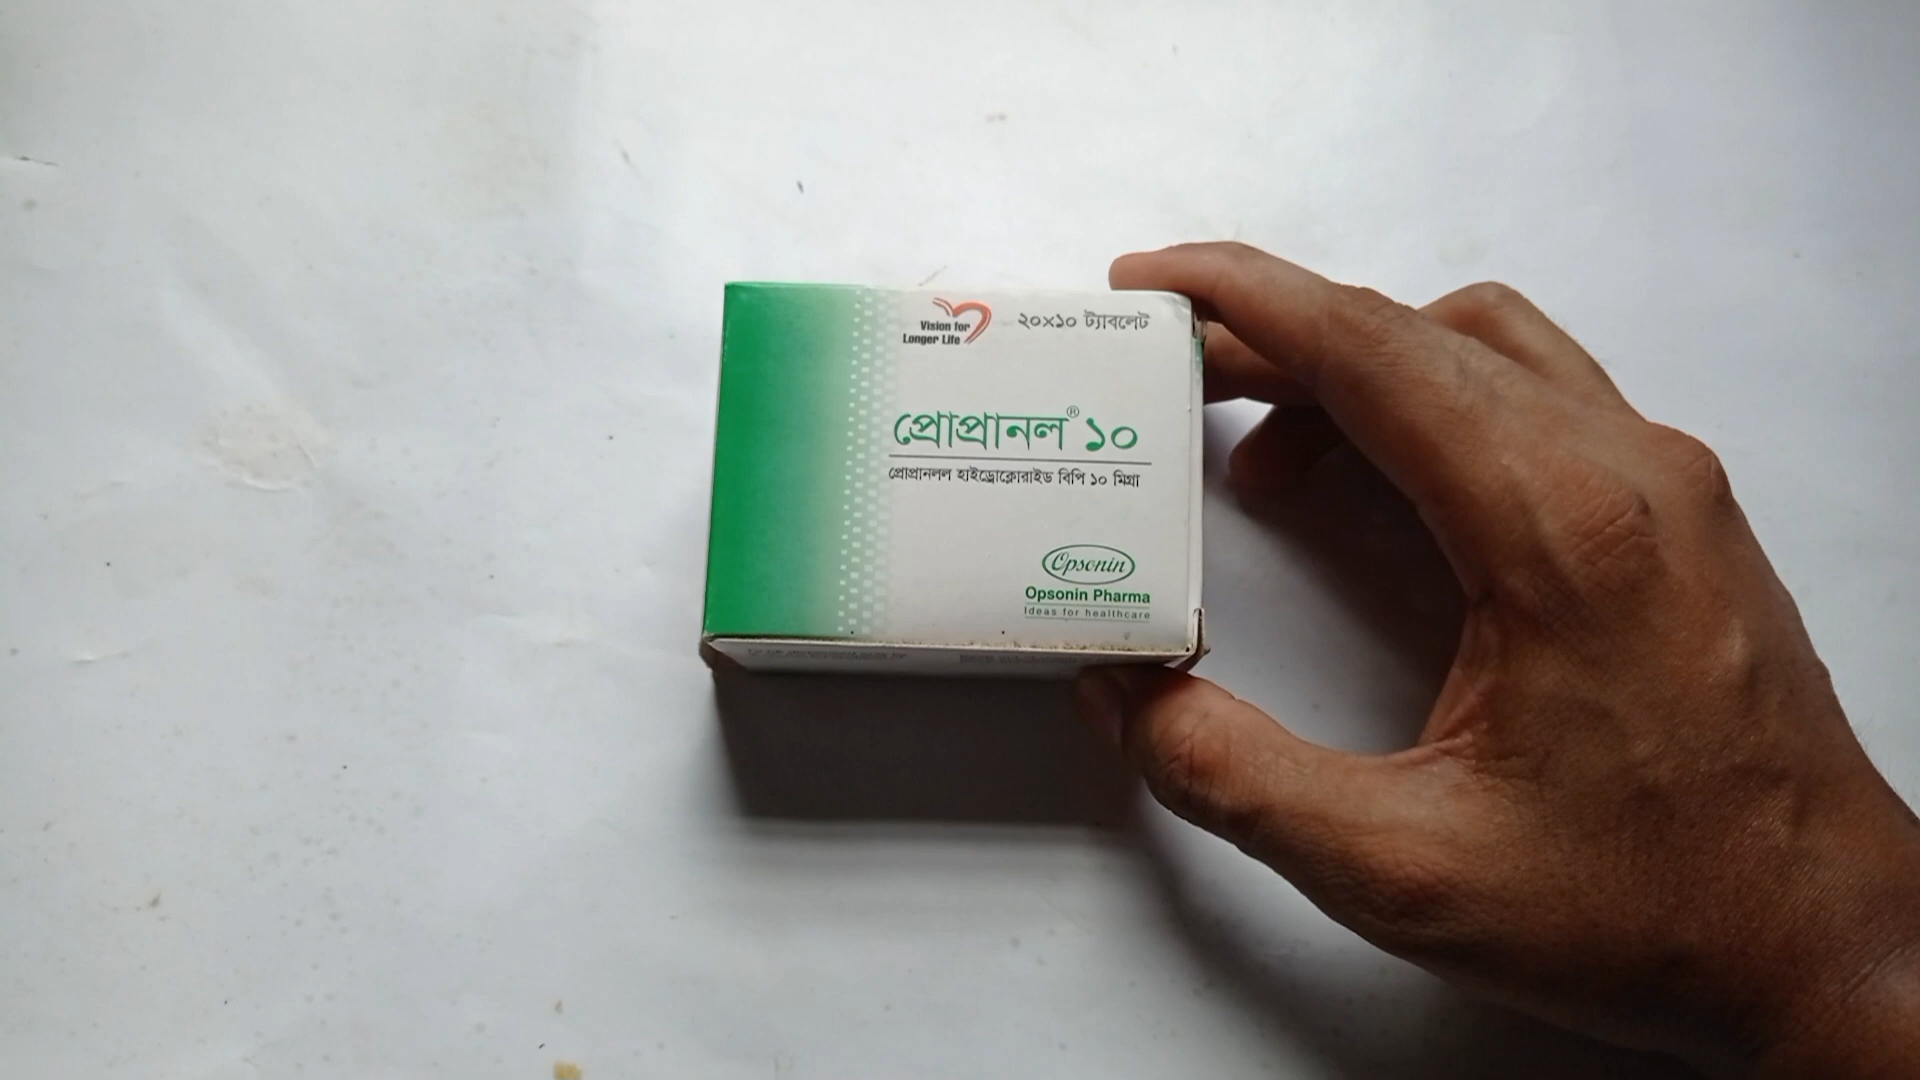 Vision for
Longer Life
২০×১০ ট্যাবলেট
প্রোপ্রানল® ১০
প্রোপ্রানলল হাইড্রোক্লোরাইড বিপি ১০ মিগ্রা
Opsonin
Opsonin Pharma
Ideas for healthcare